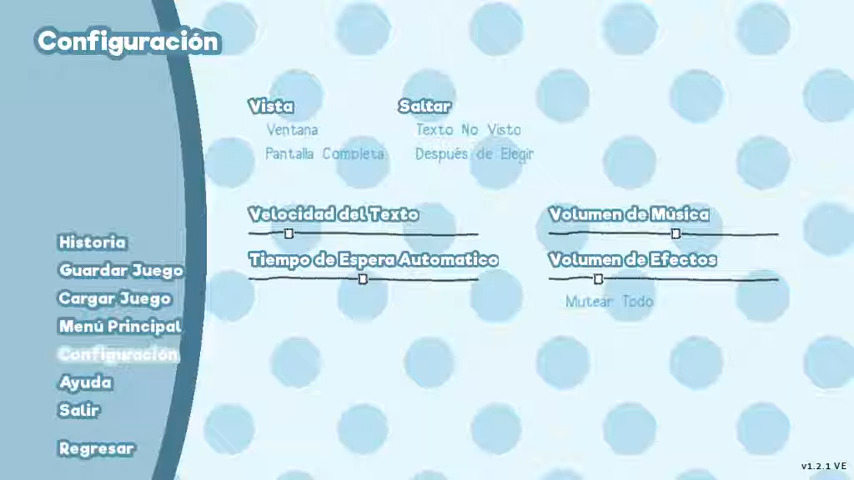 Configuración
Vista
Ventana
Pantalla Completa
Saltar
Texto No Visto
Después de Elegir
Velocidad del Texto
Tiempo de Espera Automatico
Volumen de Música
Volumen de Efectos
Mutear Todo
Historia
Guardar Juego
Cargar Juego
Menú Principal
Configuración
Ayuda
Salir
Regresar
v1.2.1 VE